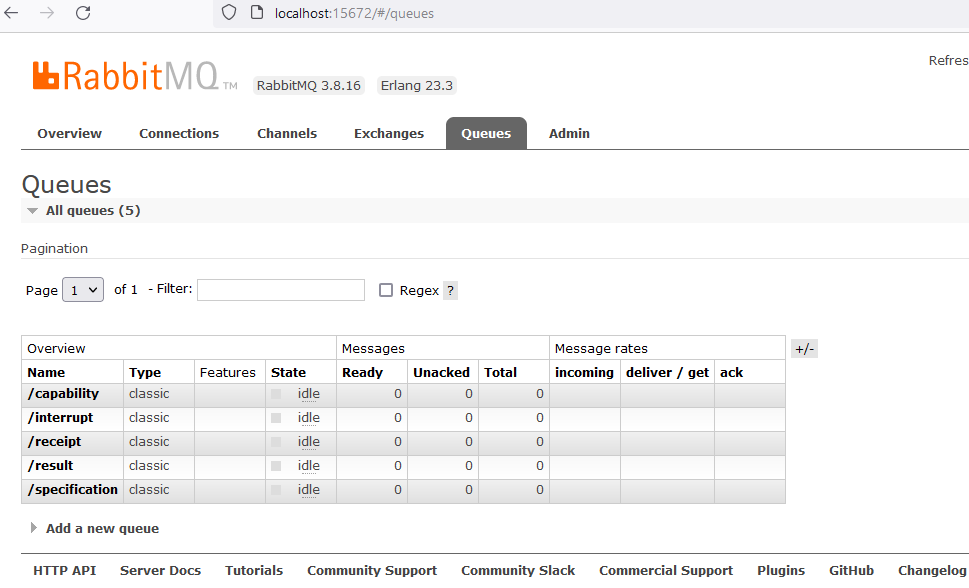 localhost:15672/#/queues
Refres
RabbitMQ TM RabbitMQ 3.8.16 Erlang 23.3
Overview Connections Channels Exchanges Queues Admin
Queues
All queues (5)
Pagination
Page 1 of 1 - Filter: Regex ?
Overview Messages Message rates +/-
Name Type Features State Ready Unacked Total incoming deliver / get ack
/capability classic idle 0 0 0
/interrupt classic idle 0 0 0
/receipt classic idle 0 0 0
/result classic idle 0 0 0
/specification classic idle 0 0 0
Add a new queue
HTTP API Server Docs Tutorials Community Support Community Slack Commercial Support Plugins GitHub Changelog